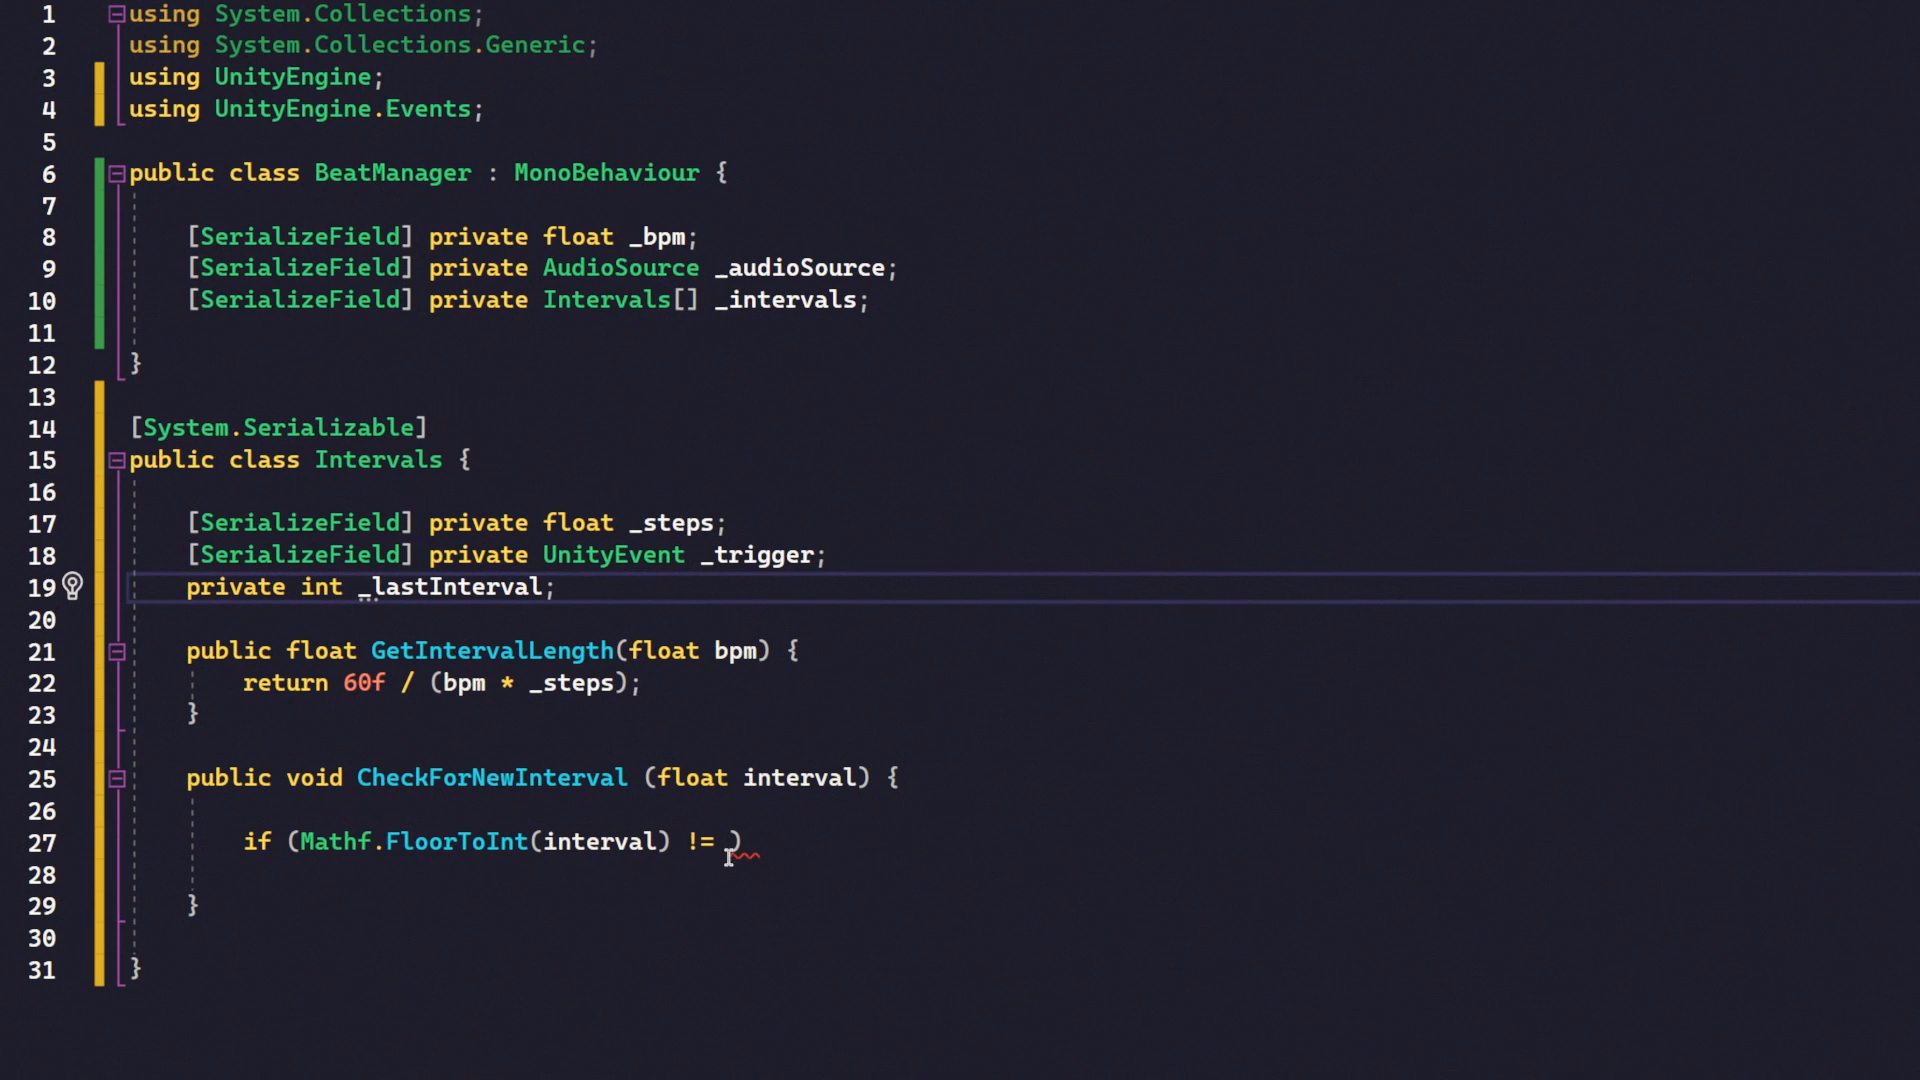 1 using System.Collections;
2 using System.Collections.Generic;
3 using UnityEngine;
4 using UnityEngine.Events;
5
6 public class BeatManager : MonoBehaviour {
7
8 [SerializeField] private float _bpm;
9 [SerializeField] private AudioSource _audioSource;
10 [SerializeField] private Intervals[] _intervals;
11
12 }
13
14 [System.Serializable]
15 public class Intervals {
16
17 [SerializeField] private float _steps;
18 [SerializeField] private UnityEvent _trigger;
19 private int _lastInterval;
20
21 public float GetIntervalLength(float bpm) {
22 return 60f / (bpm * _steps);
23 }
24
25 public void CheckForNewInterval (float interval) {
26
27 if (Mathf.FloorToInt(interval) != )
28
29 }
30
31 }